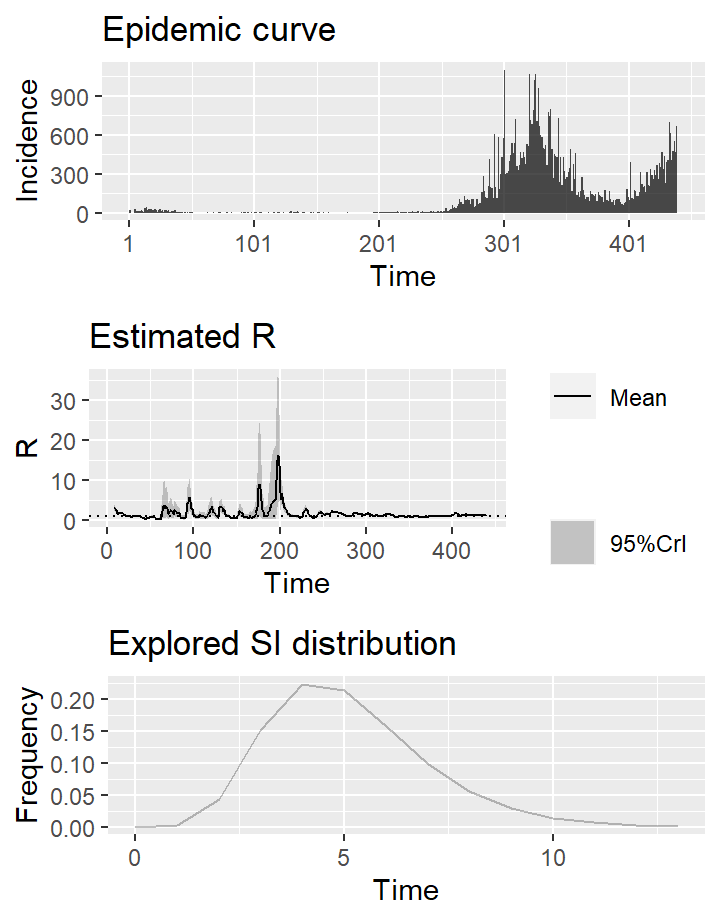 Epidemic curve
Incidence
900
600
300
0
1 101 201 301 401
Time
Estimated R
R
30
20
10
0
0 100 200 300 400
Time
Mean
95%CrI
Explored SI distribution
Frequency
0.20
0.15
0.10
0.05
0.00
0 5 10
Time